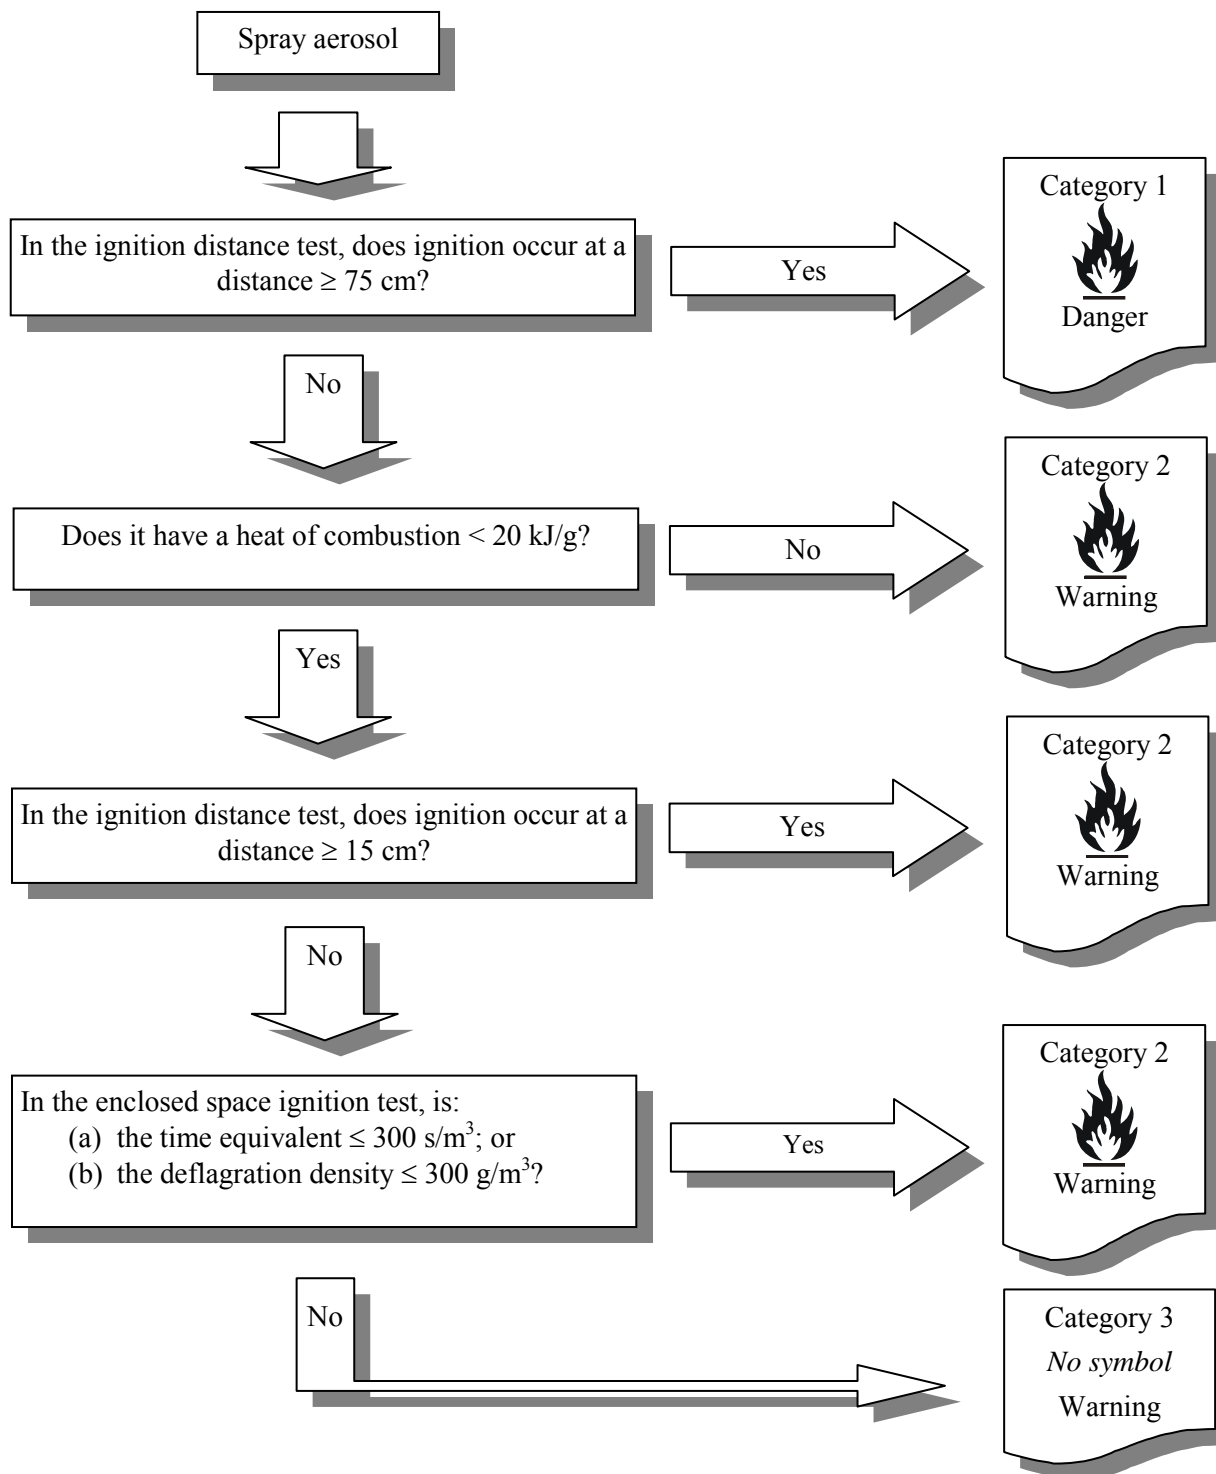 Spray aerosol
In the ignition distance test, does ignition occur at a
distance ≥ 75 cm?
Yes
Category 1
Danger
No
Does it have a heat of combustion < 20 kJ/g?
No
Category 2
Warning
Yes
In the ignition distance test, does ignition occur at a
distance ≥ 15 cm?
Yes
Category 2
Warning
No
In the enclosed space ignition test, is:
(a) the time equivalent ≤ 300 s/m³; or
(b) the deflagration density ≤ 300 g/m³?
Yes
Category 2
Warning
No
Category 3
No symbol
Warning